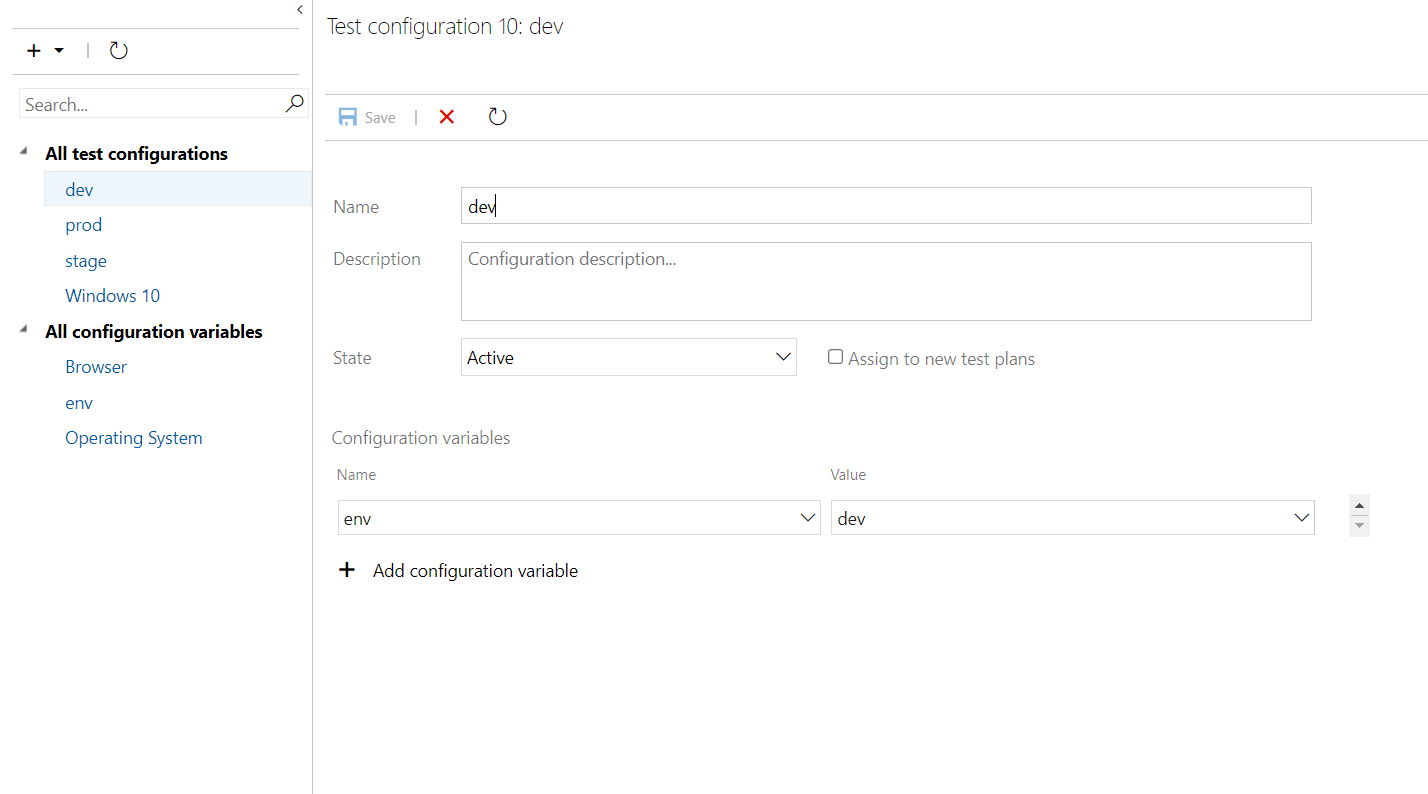 Test configuration 10: dev
Search...
Save
All test configurations
dev
prod
stage
Windows 10
All configuration variables
Browser
env
Operating System
Name
dev
Description
Configuration description...
State
Active
Assign to new test plans
Configuration variables
Name
Value
env
dev
Add configuration variable